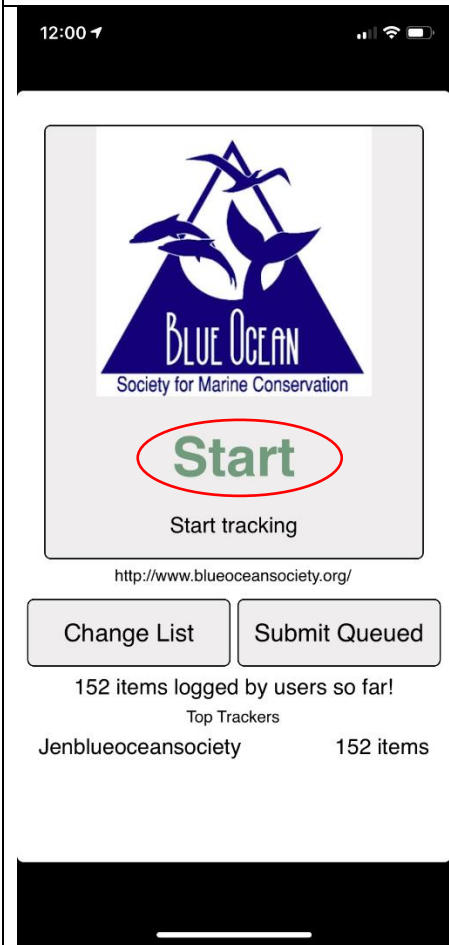 12:00
BLUE OCEAN
Society for Marine Conservation
Start
Start tracking
http://www.blueoceansociety.org/
Change List
Submit Queued
152 items logged by users so far!
Top Trackers
Jenblueoceansociety 152 items